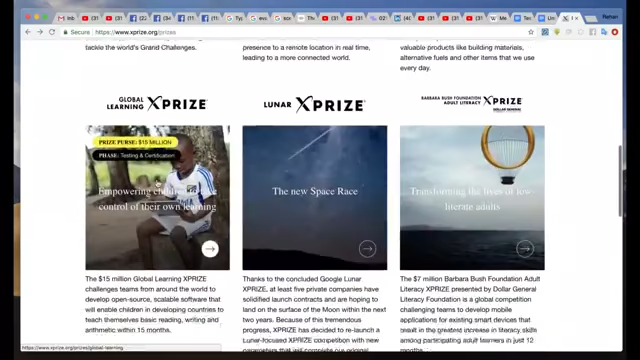 Secure https://www.xprize.org/prizes
Rehan
tackle the world's Grand Challenges.
presence to a remote location in real time,
leading to a more connected world.
valuable products like building materials,
alternative fuels and other items that we use
every day.
GLOBAL
LEARNING XPRIZE
LUNAR XPRIZE
BARBARA BUSH FOUNDATION
ADULT LITERACY XPRIZE
DOLLAR GENERAL
PRIZE PURSE: $15 MILLION
PHASE: Testing & Certification
Empowering children to take
control of their own learning
The new Space Race
Transforming the lives of low
literate adults
The $15 million Global Learning XPRIZE
challenges teams from around the world to
develop open-source, scalable software that
will enable children in developing countries to
teach themselves basic reading, writing and
arithmetic within 15 months.
Thanks to the concluded Google Lunar
XPRIZE, at least five private companies have
solidified launch contracts and are hoping to
land on the surface of the Moon within the next
two years. Because of this tremendous
progress, XPRIZE has decided to re-launch a
Lunar-focused XPRIZE competition with new
parameters that will complete our original
The $7 million Barbara Bush Foundation Adult
Literacy XPRIZE presented by Dollar General
Literacy Foundation is a global competition
challenging teams to develop mobile
applications for existing smart devices that
result in the greatest increase in literacy skills
among participating adult learners in just 12
months.
https://www.xprize.org/prizes/global-learning